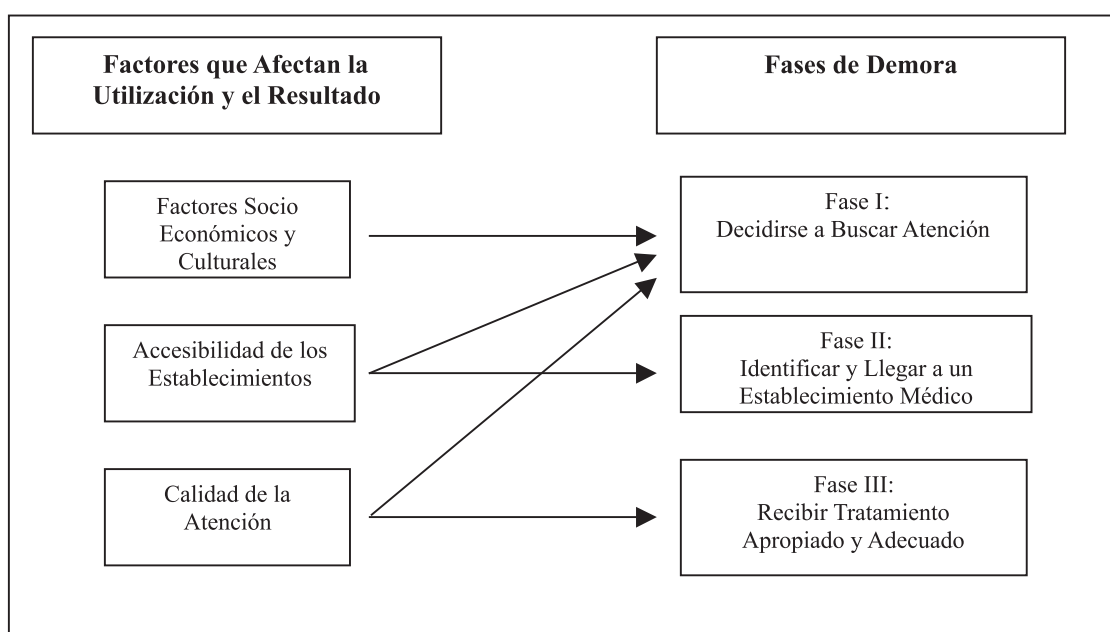 Factores que Afectan la
Utilización y el Resultado
Fases de Demora
Factores Socio
Económicos y
Culturales
Fase I:
Decidirse a Buscar Atención
Accesibilidad de los
Establecimientos
Fase II:
Identificar y Llegar a un
Establecimiento Médico
Calidad de la
Atención
Fase III:
Recibir Tratamiento
Apropiado y Adecuado